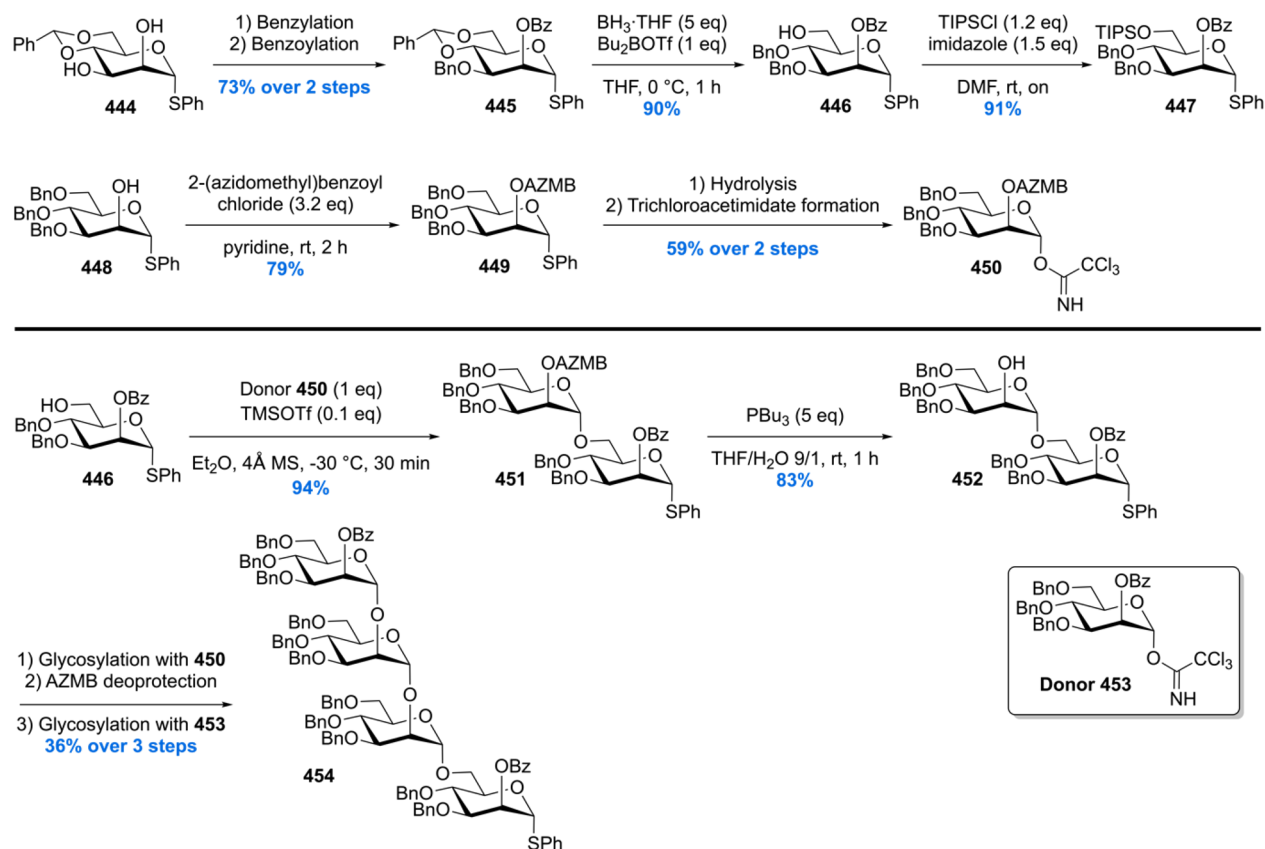 1) Benzylation
2) Benzoylation
73% over 2 steps
BH3·THF (5 eq)
Bu2BOTf (1 eq)
THF, 0 °C, 1 h
90%
TIPSCl (1.2 eq)
imidazole (1.5 eq)
DMF, rt, on
91%
Ph
O
O
OH
O
HO
SPh
444
Ph
O
O
OBz
O
BnO
SPh
445
HO
OBz
BnO
O
BnO
SPh
446
TIPSO
OBz
BnO
O
BnO
SPh
447
BnO
OH
BnO
O
BnO
SPh
448
2-(azidomethyl)benzoyl
chloride (3.2 eq)
pyridine, rt, 2 h
79%
BnO
OAZMB
BnO
O
BnO
SPh
449
1) Hydrolysis
2) Trichloroacetimidate formation
59% over 2 steps
BnO
OAZMB
BnO
O
BnO
O
CCl3
NH
450
HO
OBz
BnO
O
BnO
SPh
446
Donor 450 (1 eq)
TMSOTf (0.1 eq)
Et2O, 4Å MS, -30 °C, 30 min
94%
BnO
OAZMB
BnO
O
BnO
O
OBz
BnO
O
BnO
SPh
451
PBu3 (5 eq)
THF/H2O 9/1, rt, 1 h
83%
BnO
OH
BnO
O
BnO
O
OBz
BnO
O
BnO
SPh
452
1) Glycosylation with 450
2) AZMB deprotection
3) Glycosylation with 453
36% over 3 steps
BnO
OBz
BnO
O
BnO
O
BnO
BnO
O
BnO
O
BnO
BnO
O
BnO
O
OBz
BnO
O
BnO
SPh
454
BnO
OBz
BnO
O
BnO
O
CCl3
NH
Donor 453